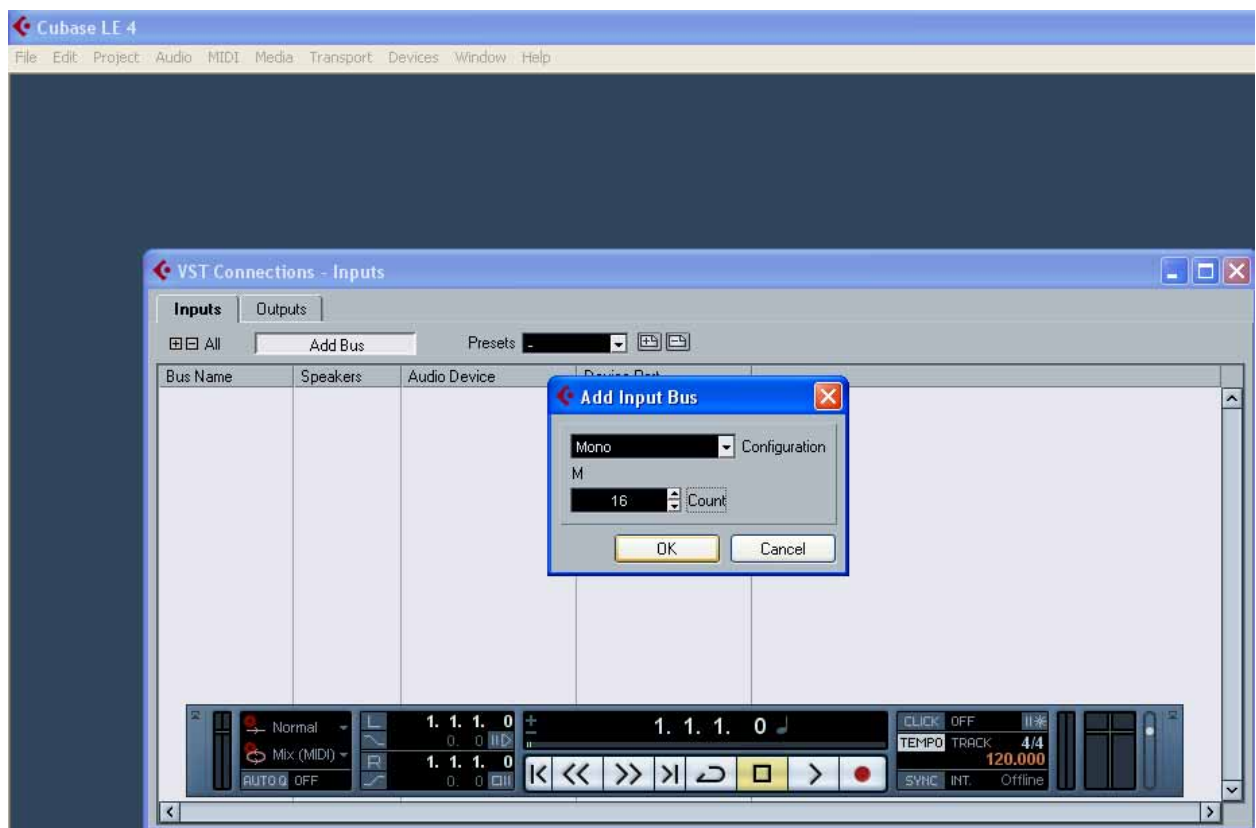 Cubase LE 4
File Edit Project Audio MIDI Media Transport Devices Window Help
VST Connections - Inputs
Inputs Outputs
All Add Bus Presets -
Bus Name Speakers Audio Device Device Port
Add Input Bus
Mono Configuration
M
16 Count
OK Cancel
Normal L 1. 1. 1. 0 1. 1. 1. 0 CLICK OFF
0. 0 TEMPO TRACK 4/4
Mix (MIDI) R 1. 1. 1. 0 120.000
AUTO Q OFF 0. 0 SYNC INT. Offline